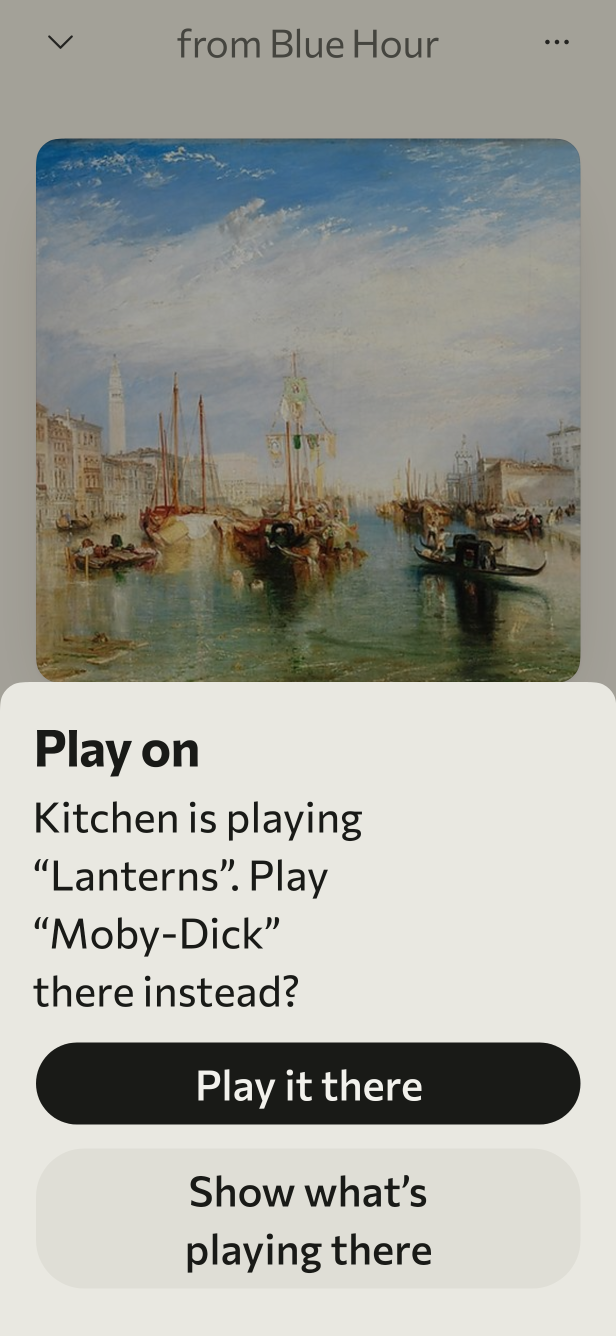 from Blue Hour
Play on
Kitchen is playing
“Lanterns”. Play
“Moby-Dick”
there instead?
Play it there
Show what’s
playing there